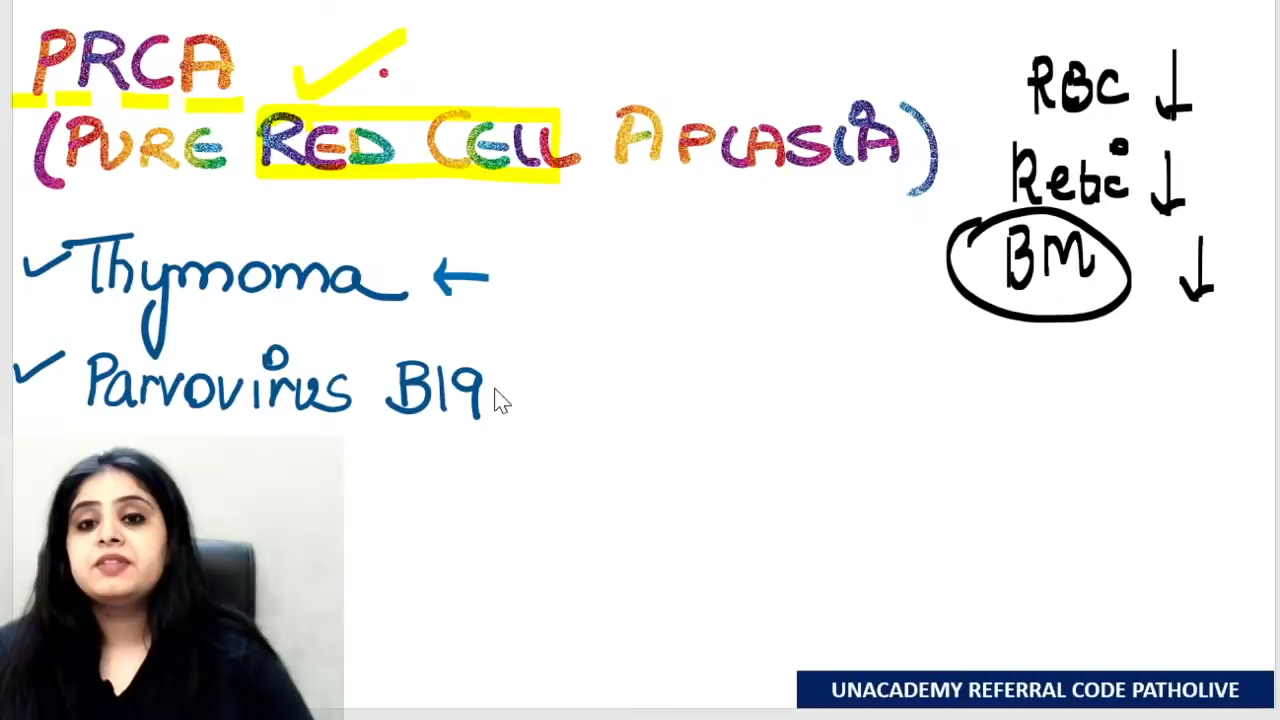 PRCA
(PURE RED CELL APLASIA)
Thymoma ←
Parvovirus B19
RBC ↓
Retic ↓
BM ↓
UNACADEMY REFERRAL CODE PATHOLIVE